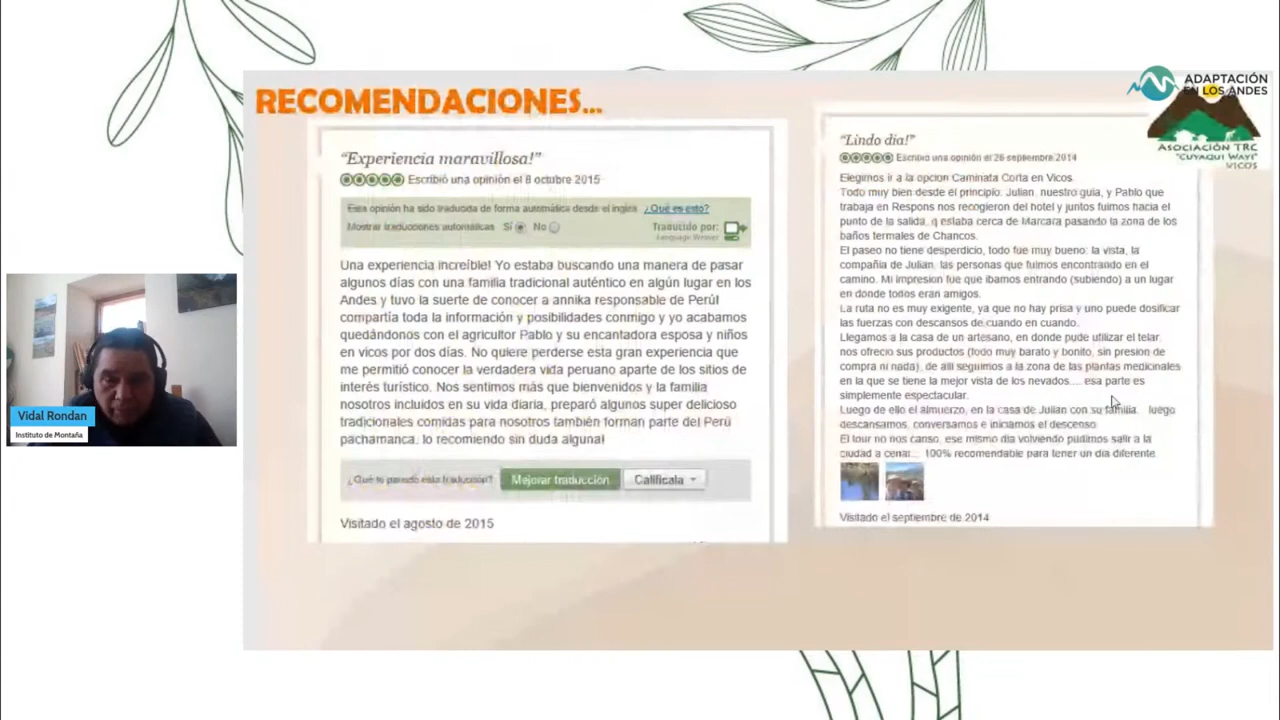 RECOMENDACIONES...
ADAPTACIÓN
EN LOS ANDES
ASOCIACIÓN TRC
"CUYAQUI WAYI"
VICOS
"Experiencia maravillosa!"
Escribió una opinión el 8 octubre 2015
Esta opinión ha sido traducida de forma automática desde el inglés ¿Qué es esto?
Mostrar traducciones automáticas Sí No
Traducido por:
Language Weaver
Una experiencia increíble! Yo estaba buscando una manera de pasar
algunos días con una familia tradicional auténtico en algún lugar en los
Andes y tuvo la suerte de conocer a annika responsable de Perú!
compartía toda la información y posibilidades conmigo y yo acabamos
quedándonos con el agricultor Pablo y su encantadora esposa y niños
en vicos por dos días. No quiere perderse esta gran experiencia que
me permitió conocer la verdadera vida peruano aparte de los sitios de
interés turístico. Nos sentimos más que bienvenidos y la familia
nosotros incluidos en su vida diaria, preparó algunos super delicioso
tradicionales comidas para nosotros también forman parte del Perú
pachamanca. lo recomiendo sin duda alguna!
¿Qué te pareció esta traducción? Mejorar traducción Califícala
Visitado el agosto de 2015
"Lindo dia!"
Escribió una opinión el 26 septiembre 2014
Elegimos ir a la opcion Caminata Corta en Vicos.
Todo muy bien desde el principio: Julian, nuestro guia, y Pablo que
trabaja en Respons nos recogieron del hotel y juntos fuimos hacia el
punto de la salida, q estaba cerca de Marcara pasando la zona de los
baños termales de Chancos.
El paseo no tiene desperdicio, todo fue muy bueno: la vista, la
compañia de Julian, las personas que fuimos encontrando en el
camino. Mi impresion fue que ibamos entrando (subiendo) a un lugar
en donde todos eran amigos.
La ruta no es muy exigente, ya que no hay prisa y uno puede dosificar
las fuerzas con descansos de cuando en cuando.
Llegamos a la casa de un artesano, en donde pude utilizar el telar,
nos ofrecio sus productos (todo muy barato y bonito, sin presion de
compra ni nada), de alli seguimos a la zona de las plantas medicinales
en la que se tiene la mejor vista de los nevados.... esa parte es
simplemente espectacular.
Luego de ello el almuerzo, en la casa de Julian con su familia. luego
descansamos, conversamos e iniciamos el descenso.
El tour no nos canso, ese mismo dia volviendo pudimos salir a la
ciudad a cenar... 100% recomendable para tener un dia diferente.
Visitado el septiembre de 2014
Vidal Rondan
Instituto de Montaña